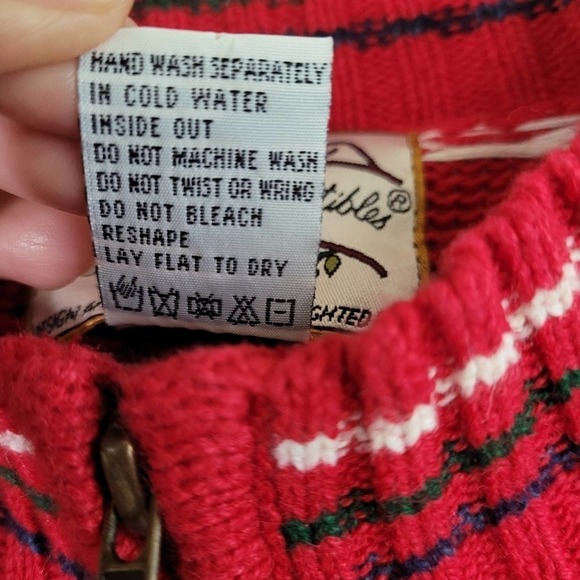 HAND WASH SEPARATELY
IN COLD WATER
INSIDE OUT
DO NOT MACHINE WASH
DO NOT TWIST OR WRING
DO NOT BLEACH
RESHAPE
LAY FLAT TO DRY
tibles®
GHTED